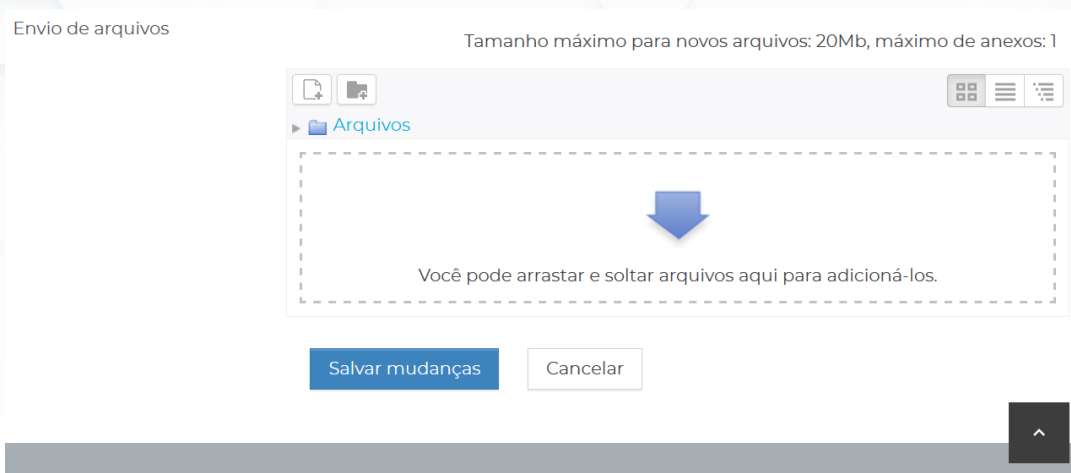 Envio de arquivos
Tamanho máximo para novos arquivos: 20Mb, máximo de anexos: 1
Arquivos
Você pode arrastar e soltar arquivos aqui para adicioná-los.
Salvar mudanças
Cancelar